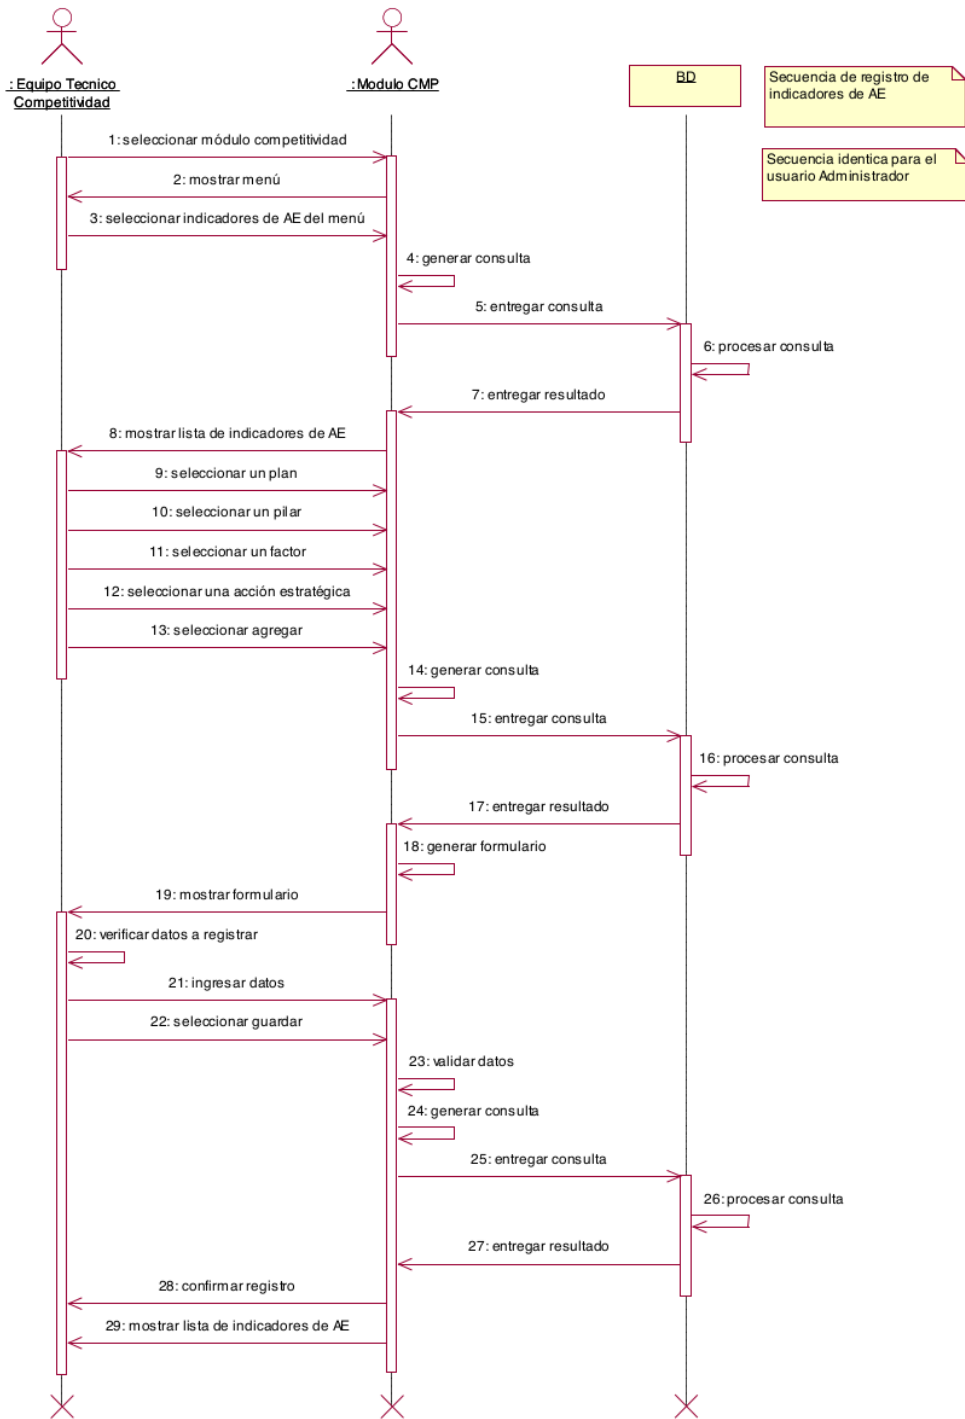 : Equipo Tecnico
Competitividad
: Modulo CMP
BD
Secuencia de registro de
indicadores de AE
Secuencia identica para el
usuario Administrador
1: seleccionar módulo competitividad
2: mostrar menú
3: seleccionar indicadores de AE del menú
4: generar consulta
5: entregar consulta
6: procesar consulta
7: entregar resultado
8: mostrar lista de indicadores de AE
9: seleccionar un plan
10: seleccionar un pilar
11: seleccionar un factor
12: seleccionar una acción estratégica
13: seleccionar agregar
14: generar consulta
15: entregar consulta
16: procesar consulta
17: entregar resultado
18: generar formulario
19: mostrar formulario
20: verificar datos a registrar
21: ingresar datos
22: seleccionar guardar
23: validar datos
24: generar consulta
25: entregar consulta
26: procesar consulta
27: entregar resultado
28: confirmar registro
29: mostrar lista de indicadores de AE